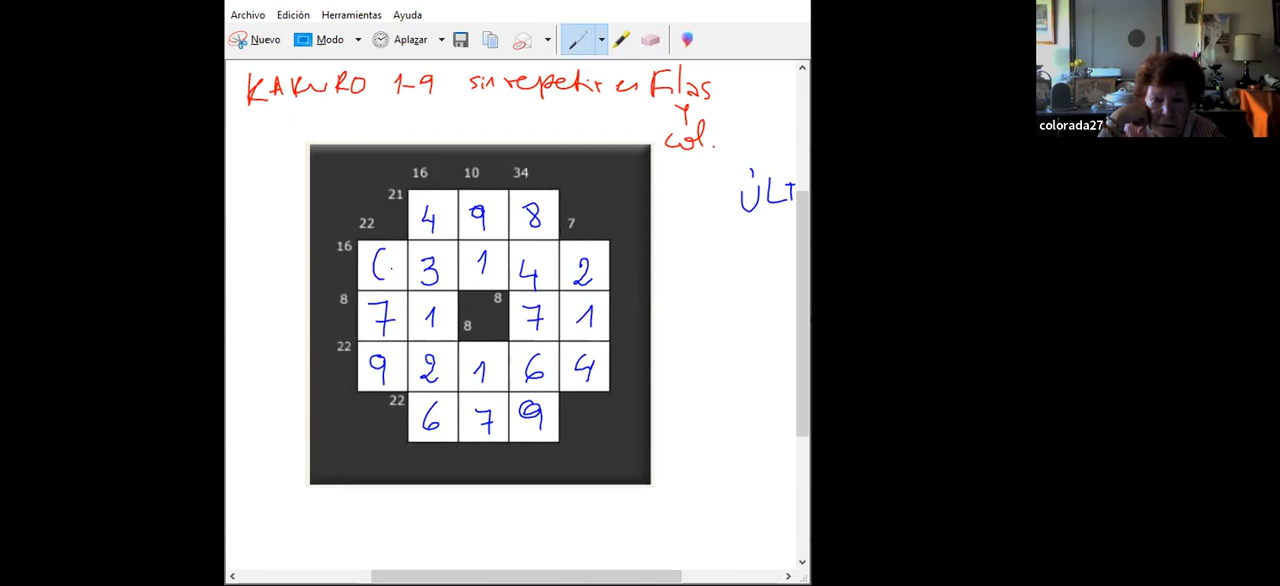 Archivo Edición Herramientas Ayuda
Nuevo Modo Aplazar
KAKURO 1-9 sin repetir en Filas
y
col.
colorada27
16 10 34
21 4 9 8
22 7
16 3 1 4 2
8 7 1 8 7 1
8
22 9 2 1 6 4
22 6 7 9
ÚLT